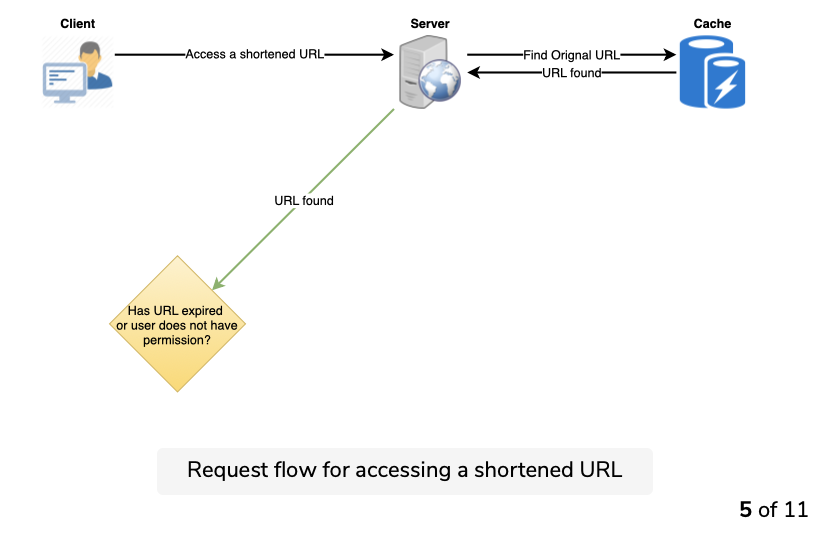 Client
Server
Cache
Access a shortened URL
Find Orignal URL
URL found
URL found
Has URL expired
or user does not have
permission?
Request flow for accessing a shortened URL
5 of 11